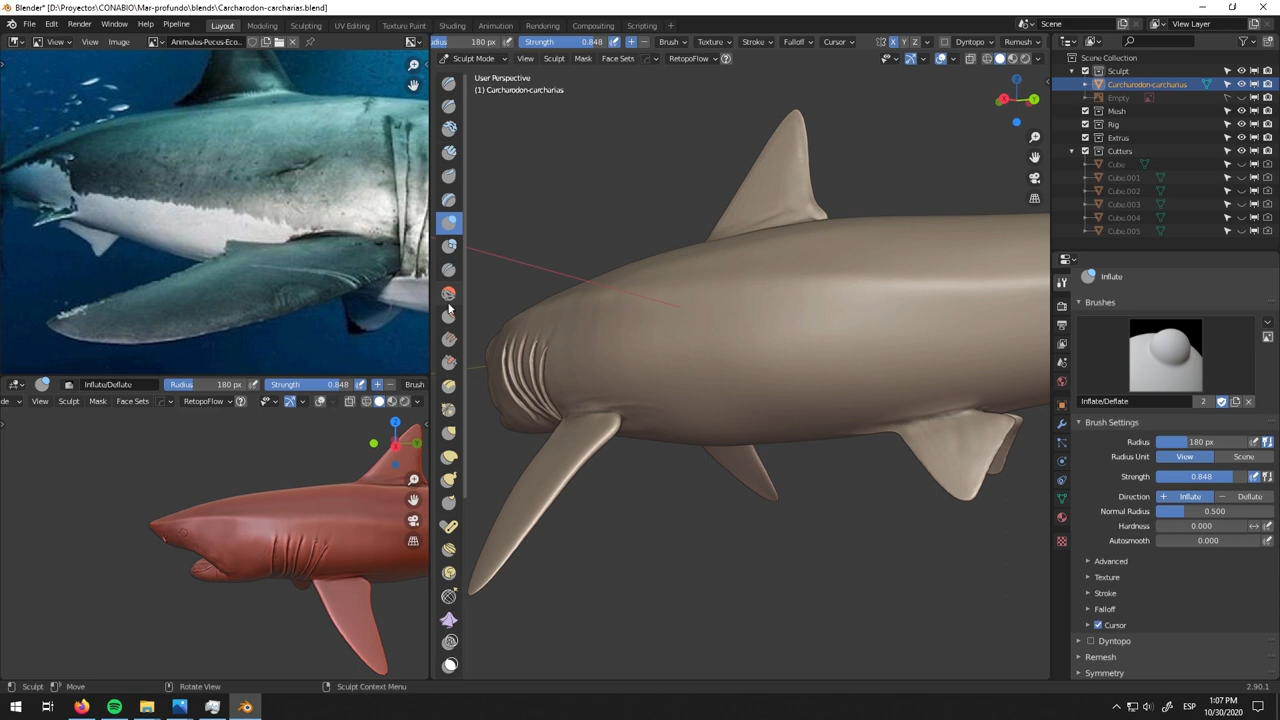 Blender* [D:\Proyectos\CONABIO\Mar-profundo\blends\Carcharodon-carcharias.blend]
File Edit Render Window Help Pipeline Layout Modeling Sculpting UV Editing Texture Paint Shading Animation Rendering Compositing Scripting + Scene View Layer
View View Image Animales-Peces-Eco... dius 180 px Strength 0.848 Brush Texture Stroke Falloff Cursor X Y Z Dyntopo Remesh
Sculpt Mode View Sculpt Mask Face Sets RetopoFlow
User Perspective
(1) Carcharodon-carcharias
Scene Collection
Sculpt
Carcharodon-carcharias
Empty
Mesh
Rig
Extras
Cutters
Cube
Cube.001
Cube.002
Cube.003
Cube.004
Cube.005
Inflate
Brushes
Inflate/Deflate 2
Brush Settings
Radius 180 px
Radius Unit View Scene
Strength 0.848
Direction + Inflate − Deflate
Normal Radius 0.500
Hardness 0.000
Autosmooth 0.000
Advanced
Texture
Stroke
Falloff
Cursor
Dyntopo
Remesh
Symmetry
Inflate/Deflate Radius 180 px Strength 0.848 Brush
de View Sculpt Mask Face Sets RetopoFlow
Sculpt Move Rotate View Sculpt Context Menu 2.90.1
ESP 1:07 PM
10/30/2020